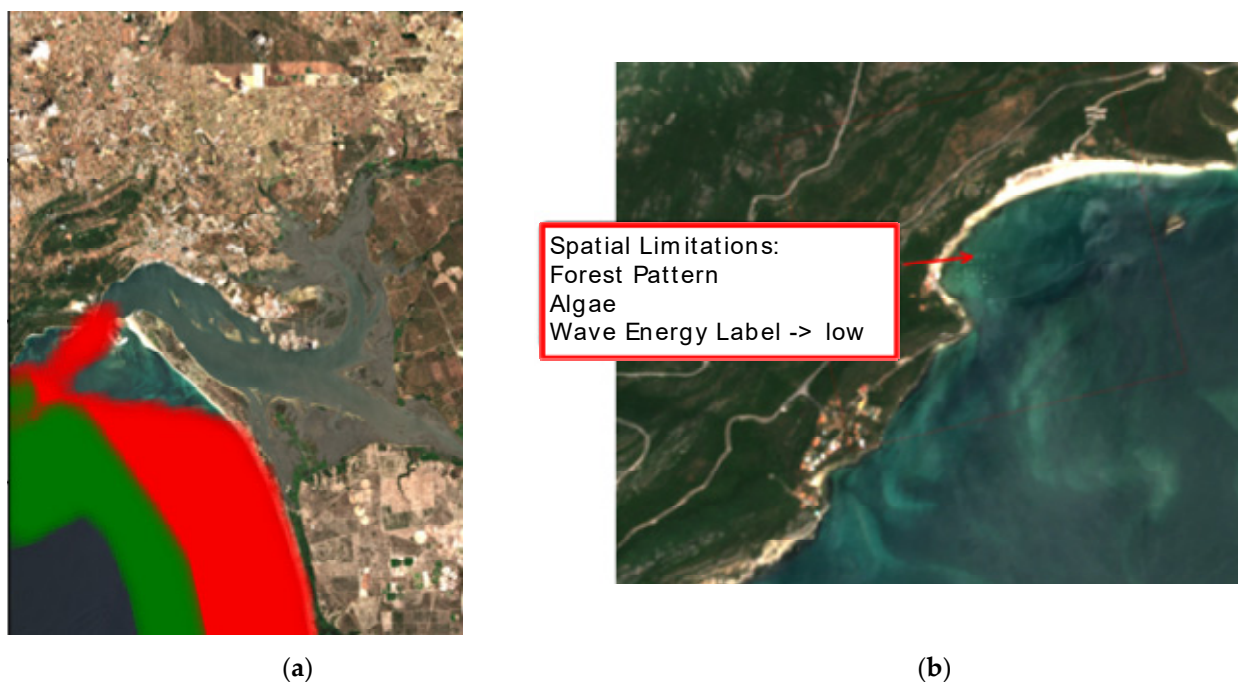 Spatial Limitations:
Forest Pattern
Algae
Wave Energy Label -> low
(a)
(b)